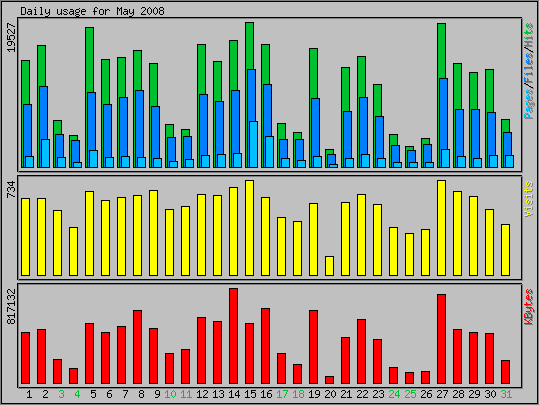 Daily usage for May 2008
19527
Pages/Files/Hits
734
Visits
817132
KBytes
1 2 3 4 5 6 7 8 9 10 11 12 13 14 15 16 17 18 19 20 21 22 23 24 25 26 27 28 29 30 31